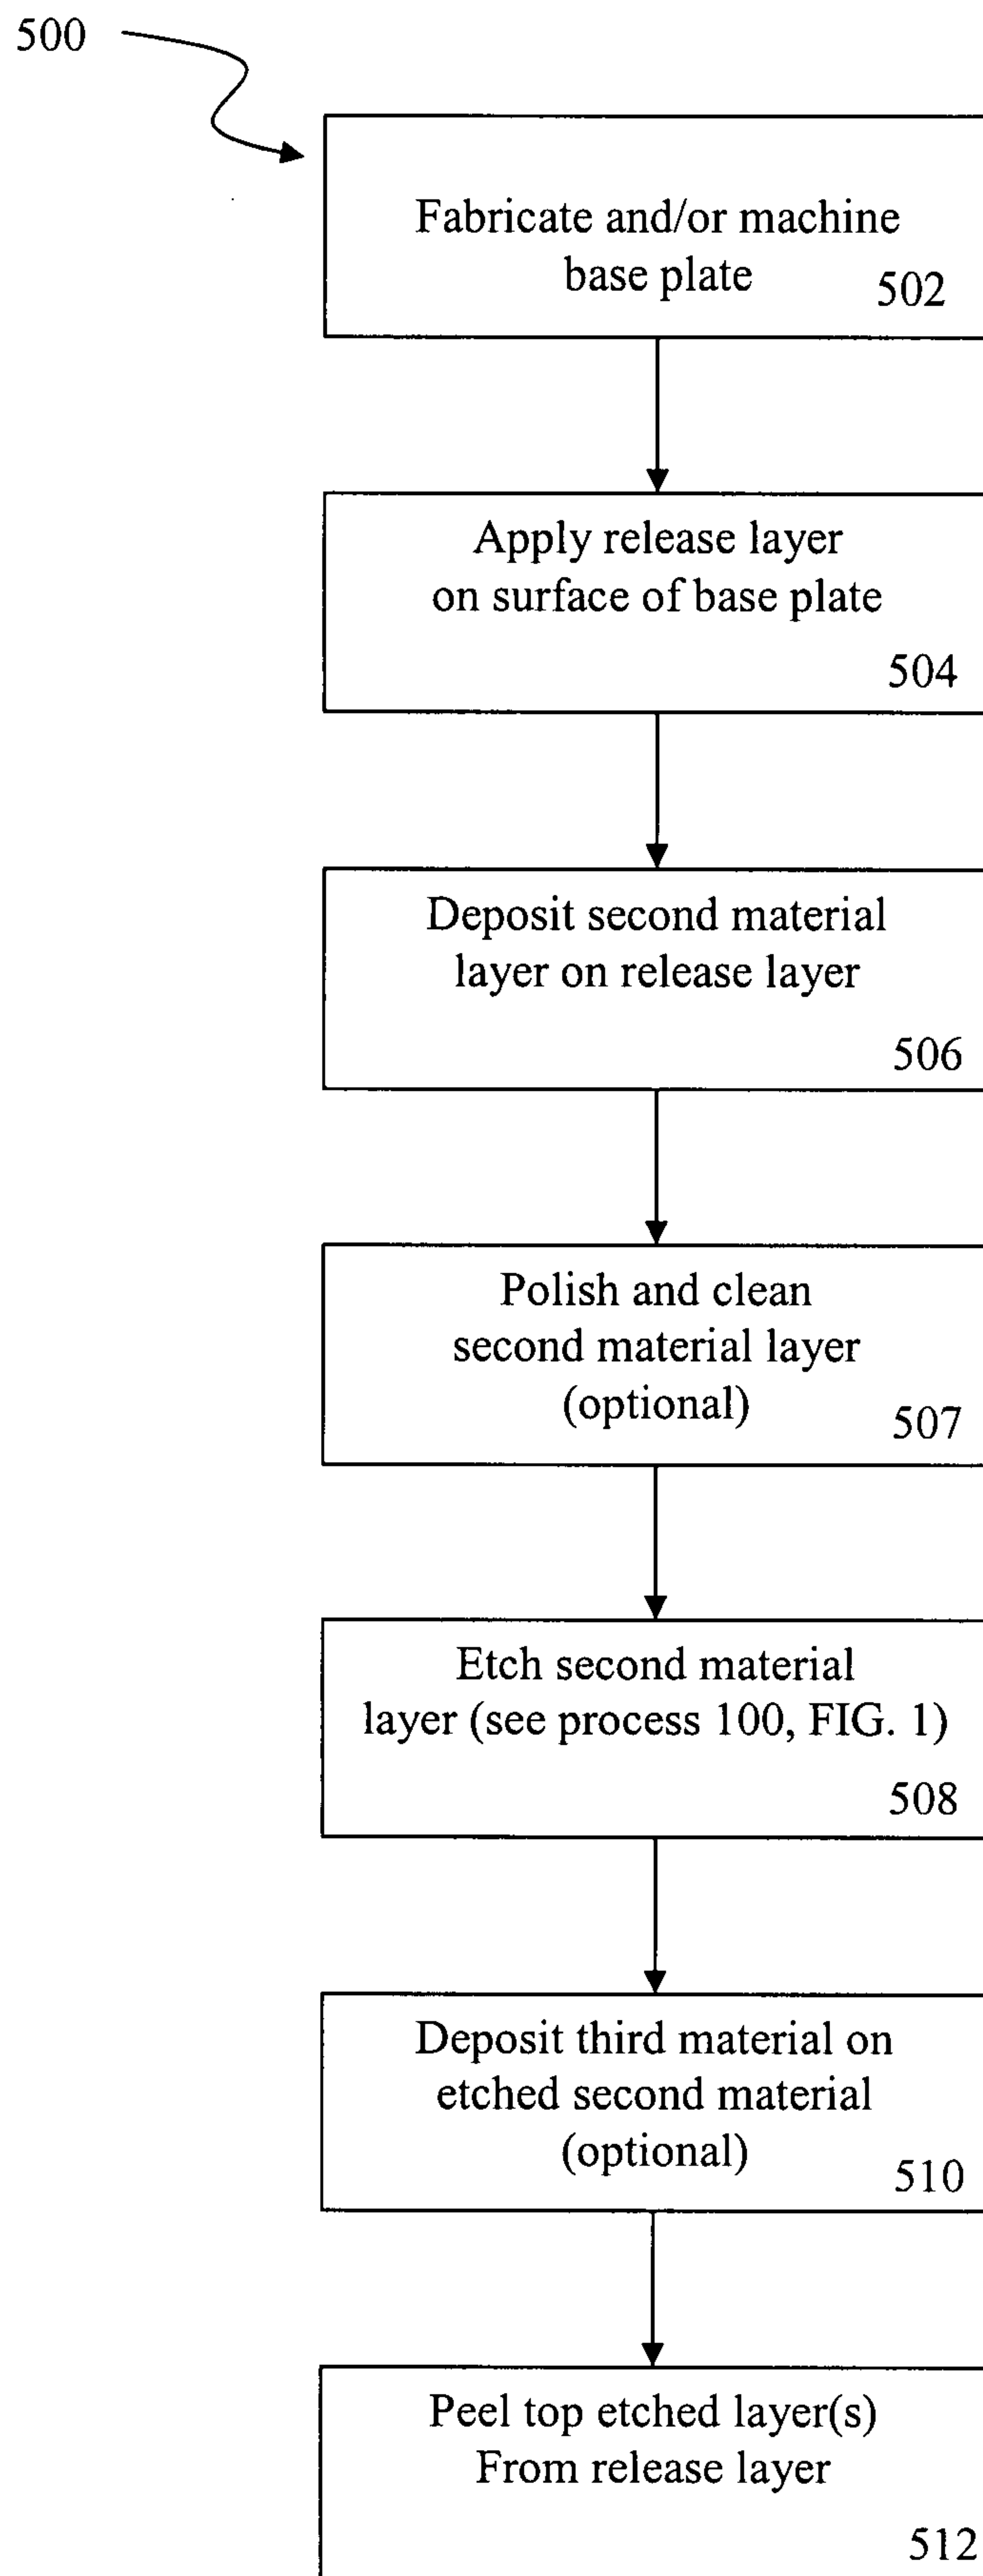 500
Fabricate and/or machine
base plate
502
Apply release layer
on surface of base plate
504
Deposit second material
layer on release layer
506
Polish and clean
second material layer
(optional)
507
Etch second material
layer (see process 100, FIG. 1)
508
Deposit third material on
etched second material
(optional)
510
Peel top etched layer(s)
From release layer
512